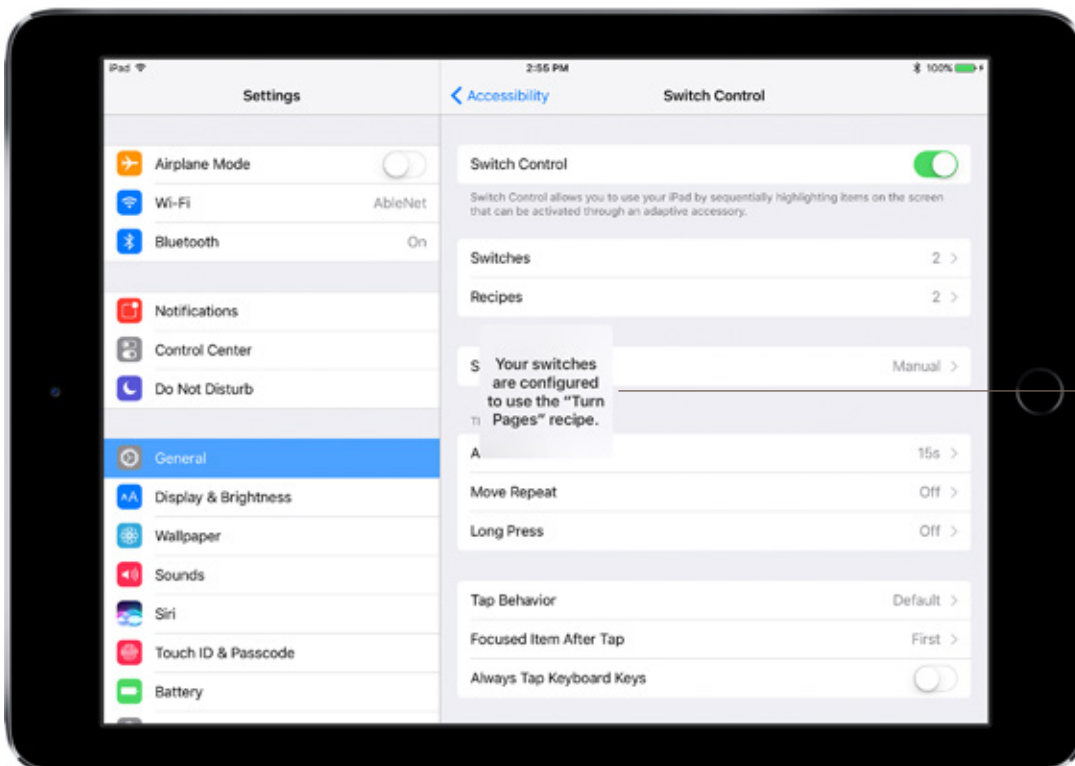 iPad 2:55 PM 100%
Settings
Accessibility Switch Control
Airplane Mode
Wi-Fi AbleNet
Bluetooth On
Notifications
Control Center
Do Not Disturb
General
AA Display & Brightness
Wallpaper
Sounds
Siri
Touch ID & Passcode
Battery
Switch Control
Switch Control allows you to use your iPad by sequentially highlighting items on the screen
that can be activated through an adaptive accessory.
Switches 2
Recipes 2
S Manual
Your switches
are configured
to use the “Turn
Pages” recipe.
TI
A 15s
Move Repeat Off
Long Press Off
Tap Behavior Default
Focused Item After Tap First
Always Tap Keyboard Keys